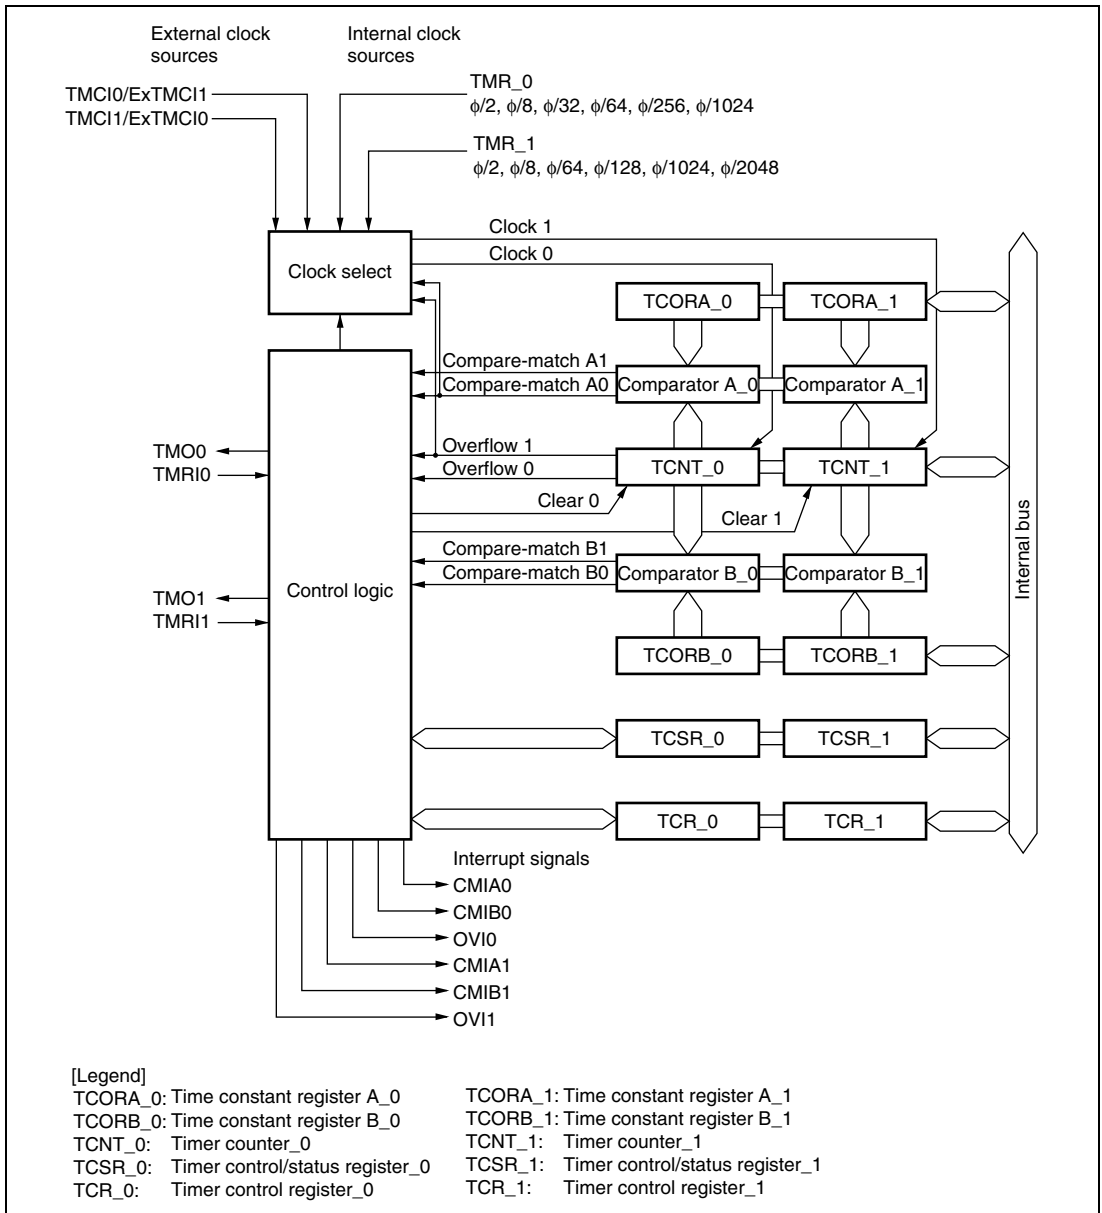 External clock
sources
Internal clock
sources
TMCI0/ExTMCI1
TMCI1/ExTMCI0
TMR_0
ϕ/2, ϕ/8, ϕ/32, ϕ/64, ϕ/256, ϕ/1024
TMR_1
ϕ/2, ϕ/8, ϕ/64, ϕ/128, ϕ/1024, ϕ/2048
Clock 1
Clock 0
Clock select
TCORA_0
TCORA_1
Compare-match A1
Compare-match A0
Comparator A_0
Comparator A_1
TMO0
TMRI0
Overflow 1
Overflow 0
TCNT_0
TCNT_1
Clear 0
Clear 1
Internal bus
Compare-match B1
Compare-match B0
Comparator B_0
Comparator B_1
Control logic
TMO1
TMRI1
TCORB_0
TCORB_1
TCSR_0
TCSR_1
TCR_0
TCR_1
Interrupt signals
CMIA0
CMIB0
OVI0
CMIA1
CMIB1
OVI1
[Legend]
TCORA_0: Time constant register A_0
TCORB_0: Time constant register B_0
TCNT_0: Timer counter_0
TCSR_0: Timer control/status register_0
TCR_0: Timer control register_0
TCORA_1: Time constant register A_1
TCORB_1: Time constant register B_1
TCNT_1: Timer counter_1
TCSR_1: Timer control/status register_1
TCR_1: Timer control register_1